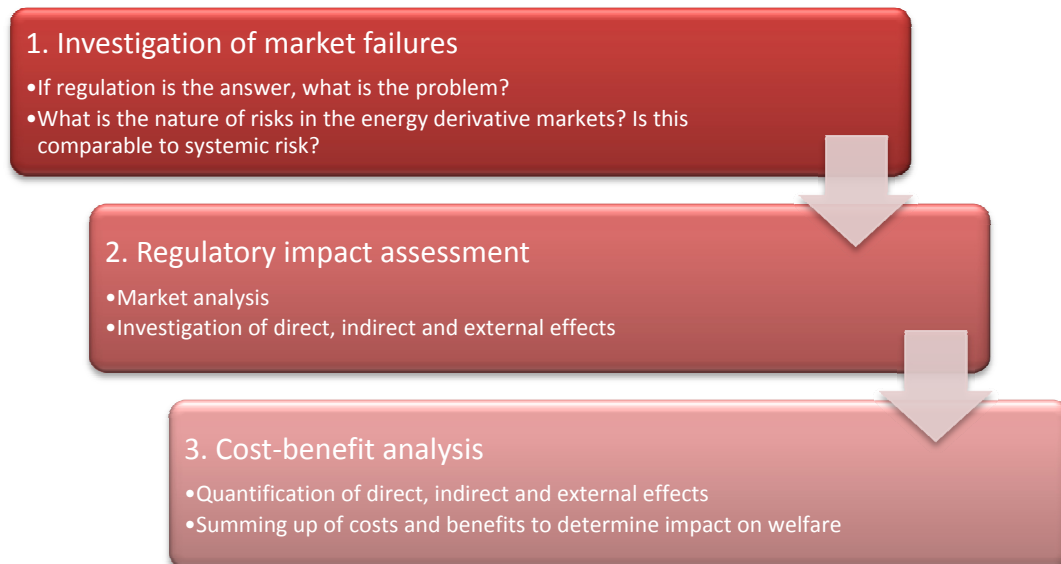 1. Investigation of market failures
•If regulation is the answer, what is the problem?
•What is the nature of risks in the energy derivative markets? Is this
comparable to systemic risk?
2. Regulatory impact assessment
•Market analysis
•Investigation of direct, indirect and external effects
3. Cost-benefit analysis
•Quantification of direct, indirect and external effects
•Summing up of costs and benefits to determine impact on welfare